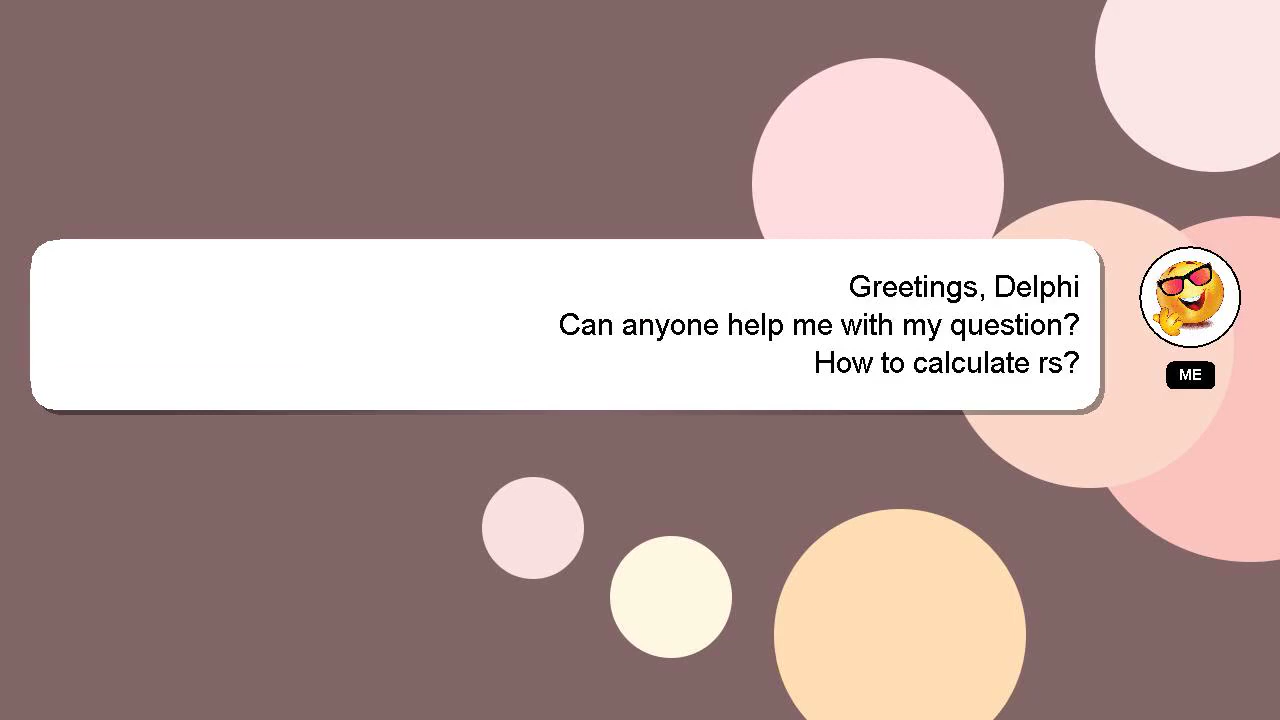 Greetings, Delphi
Can anyone help me with my question?
How to calculate rs?
ME